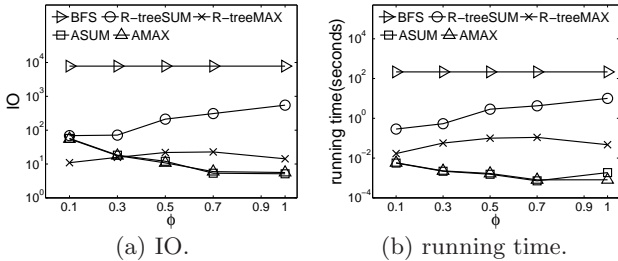 BFS R-treeSUM R-treeMAX
ASUM AMAX
10^4
10^3
10^2
10^1
10^0
IO
0.1 0.3 0.5 0.7 0.9 1
ϕ
(a) IO.
BFS R-treeSUM R-treeMAX
ASUM AMAX
10^4
10^2
10^0
10^-2
10^-4
running time(seconds)
0.1 0.3 0.5 0.7 0.9 1
ϕ
(b) running time.